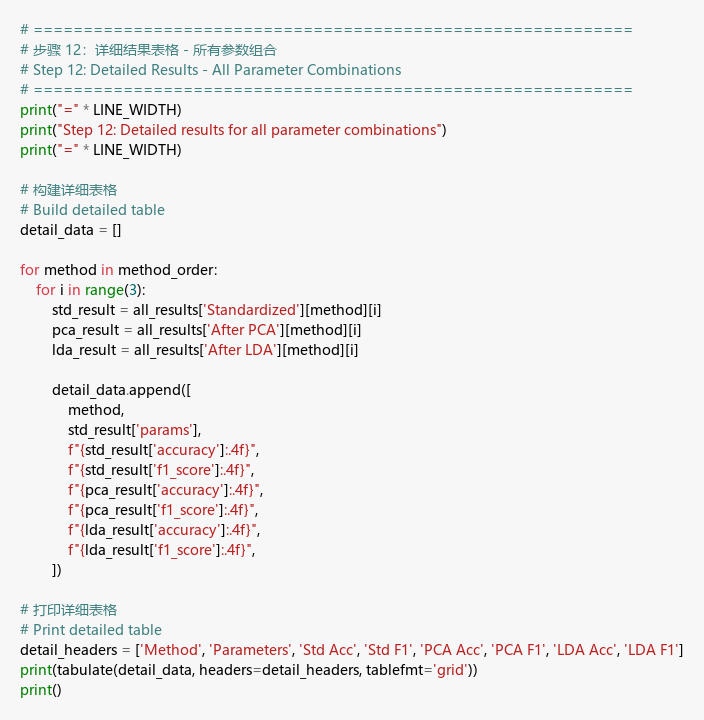 # ============================================================
# 步骤 12：详细结果表格 - 所有参数组合
# Step 12: Detailed Results - All Parameter Combinations
# ============================================================
print("=" * LINE_WIDTH)
print("Step 12: Detailed results for all parameter combinations")
print("=" * LINE_WIDTH)

# 构建详细表格
# Build detailed table
detail_data = []

for method in method_order:
    for i in range(3):
        std_result = all_results['Standardized'][method][i]
        pca_result = all_results['After PCA'][method][i]
        lda_result = all_results['After LDA'][method][i]

        detail_data.append([
            method,
            std_result['params'],
            f"{std_result['accuracy']:.4f}",
            f"{std_result['f1_score']:.4f}",
            f"{pca_result['accuracy']:.4f}",
            f"{pca_result['f1_score']:.4f}",
            f"{lda_result['accuracy']:.4f}",
            f"{lda_result['f1_score']:.4f}",
        ])

# 打印详细表格
# Print detailed table
detail_headers = ['Method', 'Parameters', 'Std Acc', 'Std F1', 'PCA Acc', 'PCA F1', 'LDA Acc', 'LDA F1']
print(tabulate(detail_data, headers=detail_headers, tablefmt='grid'))
print()